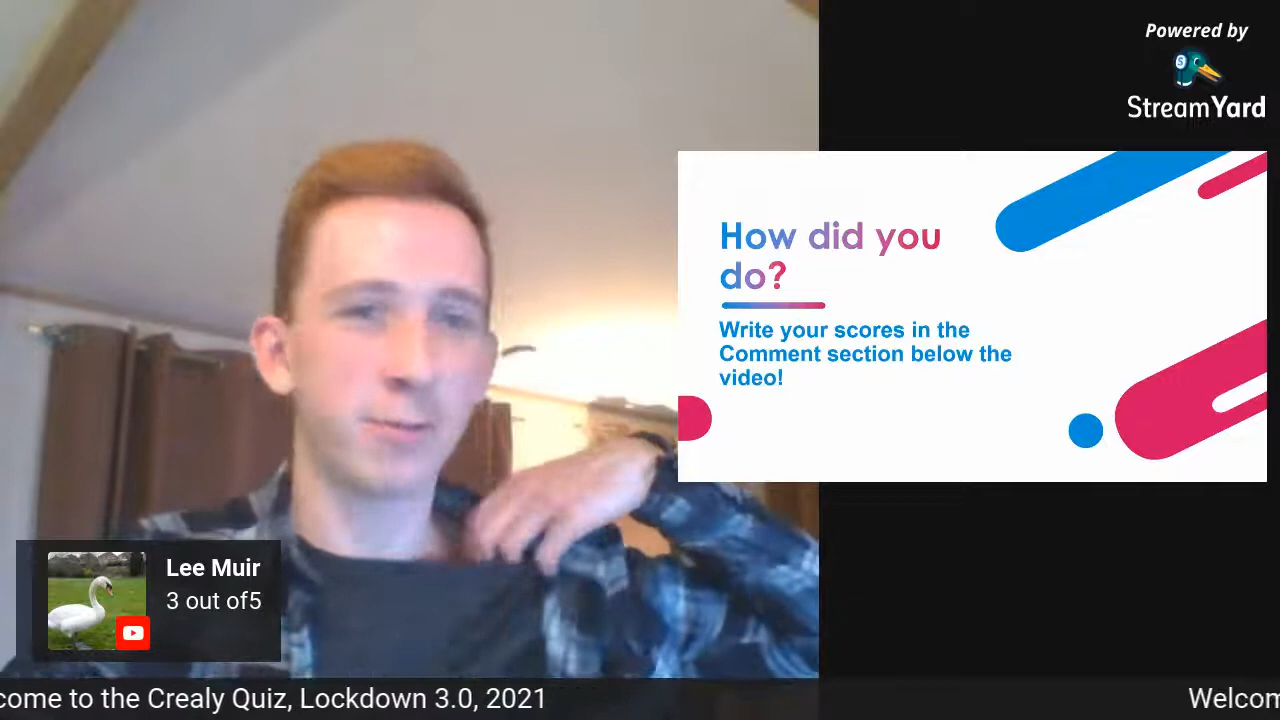 Powered by
StreamYard
How did you
do?
Write your scores in the
Comment section below the
video!
Lee Muir
3 out of5
come to the Crealy Quiz, Lockdown 3.0, 2021
Welcom